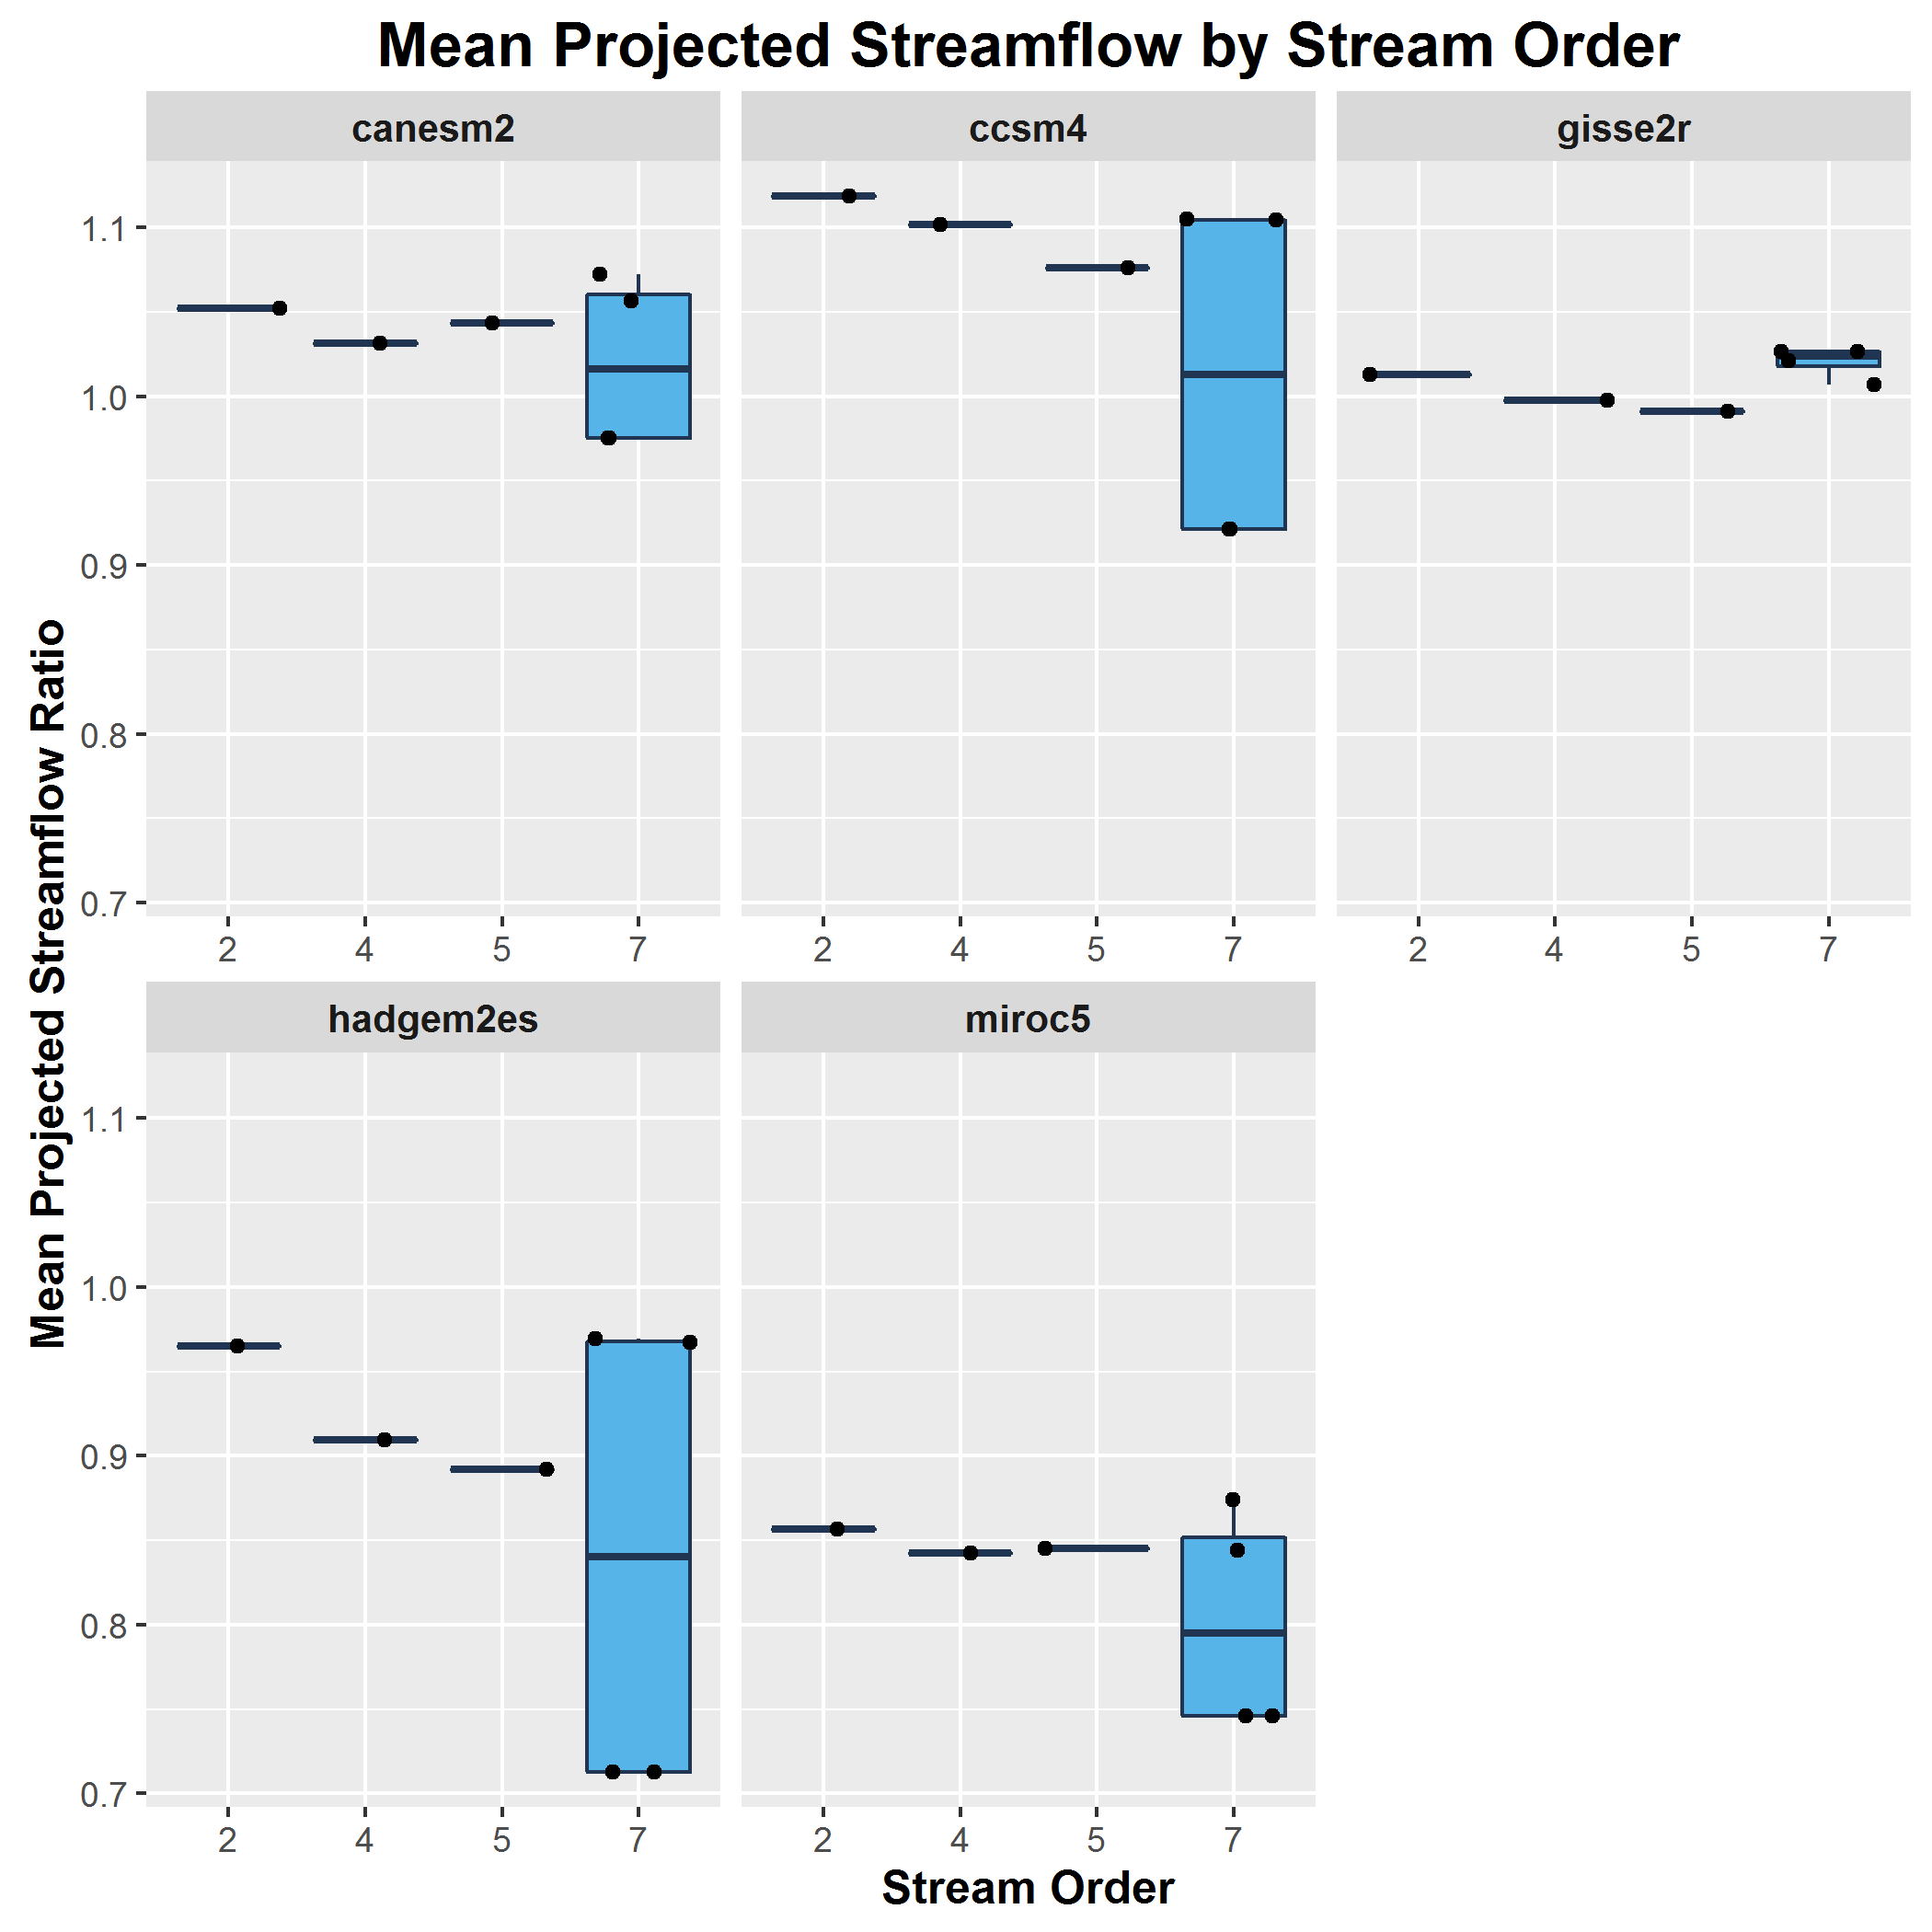 Mean Projected Streamflow by Stream Order
canesm2 ccsm4 gisse2r
1.1
1.0
0.9
0.8
0.7
2 4 5 7 2 4 5 7 2 4 5 7
Mean Projected Streamflow Ratio
hadgem2es miroc5
1.1
1.0
0.9
0.8
0.7
2 4 5 7 2 4 5 7
Stream Order